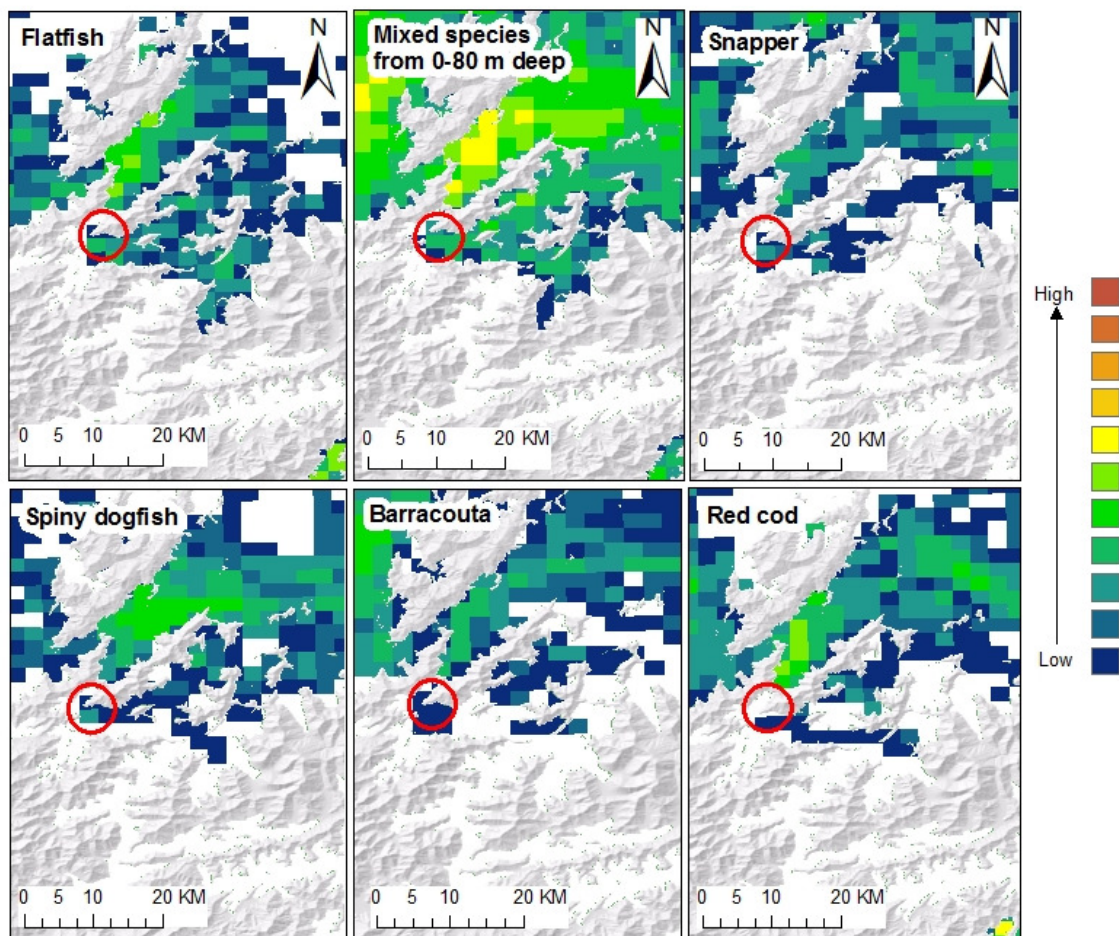 Flatfish
N
Mixed species
from 0-80 m deep
N
Snapper
N
0 5 10 20 KM
0 5 10 20 KM
0 5 10 20 KM
High
Low
Spiny dogfish
Barracouta
Red cod
0 5 10 20 KM
0 5 10 20 KM
0 5 10 20 KM